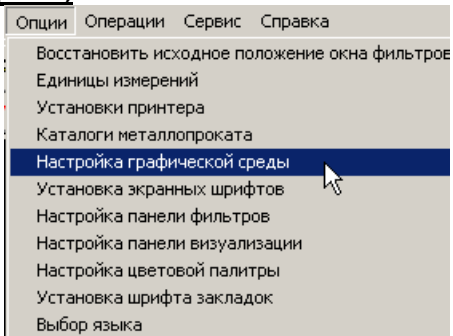 Опции Операции Сервис Справка
Восстановить исходное положение окна фильтров
Единицы измерений
Установки принтера
Каталоги металлопроката
Настройка графической среды
Установка экранных шрифтов
Настройка панели фильтров
Настройка панели визуализации
Настройка цветовой палитры
Установка шрифта закладок
Выбор языка